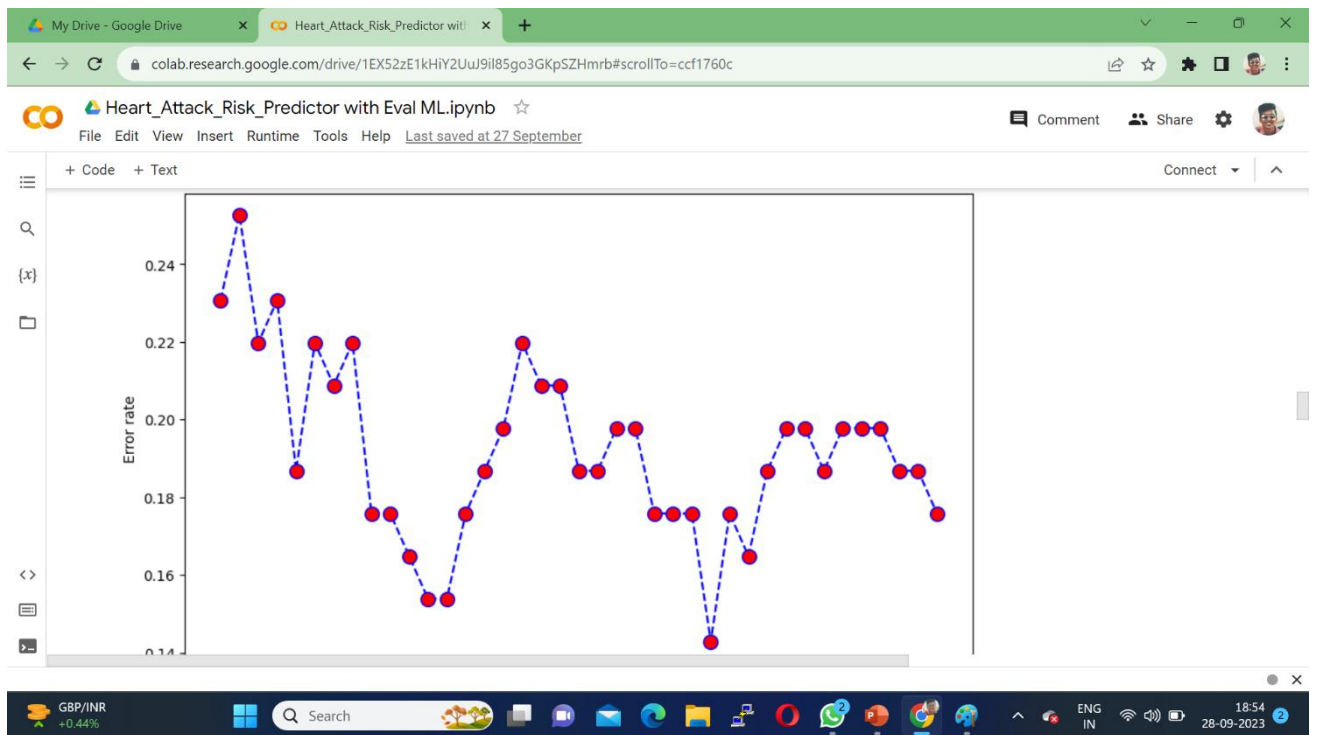 My Drive - Google Drive
Heart_Attack_Risk_Predictor with
colab.research.google.com/drive/1EX52zE1kHiY2UuJ9il85go3GKpSZHmrb#scrollTo=ccf1760c
Heart_Attack_Risk_Predictor with Eval ML.ipynb
Comment
Share
File Edit View Insert Runtime Tools Help Last saved at 27 September
+ Code + Text
Connect
{x}
0.24
0.22
0.20
0.18
0.16
0.14
Error rate
GBP/INR
+0.44%
Search
2
ENG
IN
18:54
28-09-2023
2